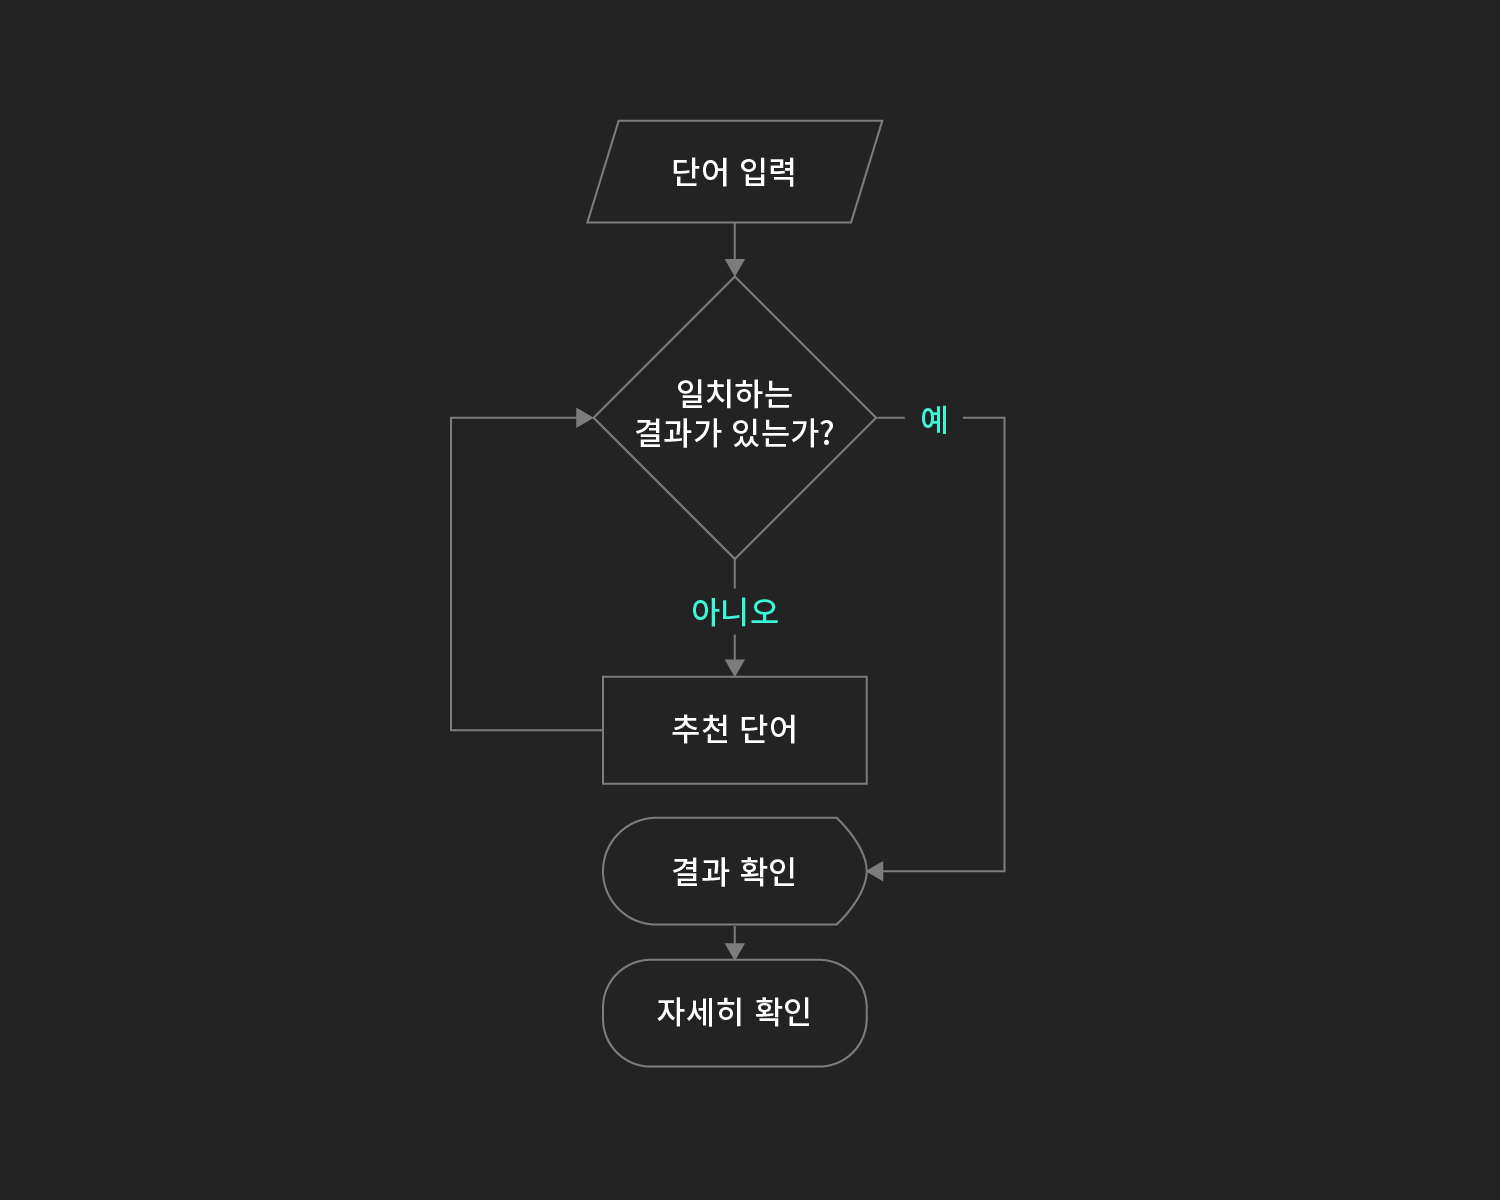 단어 입력
일치하는
결과가 있는가?
예
아니오
추천 단어
결과 확인
자세히 확인